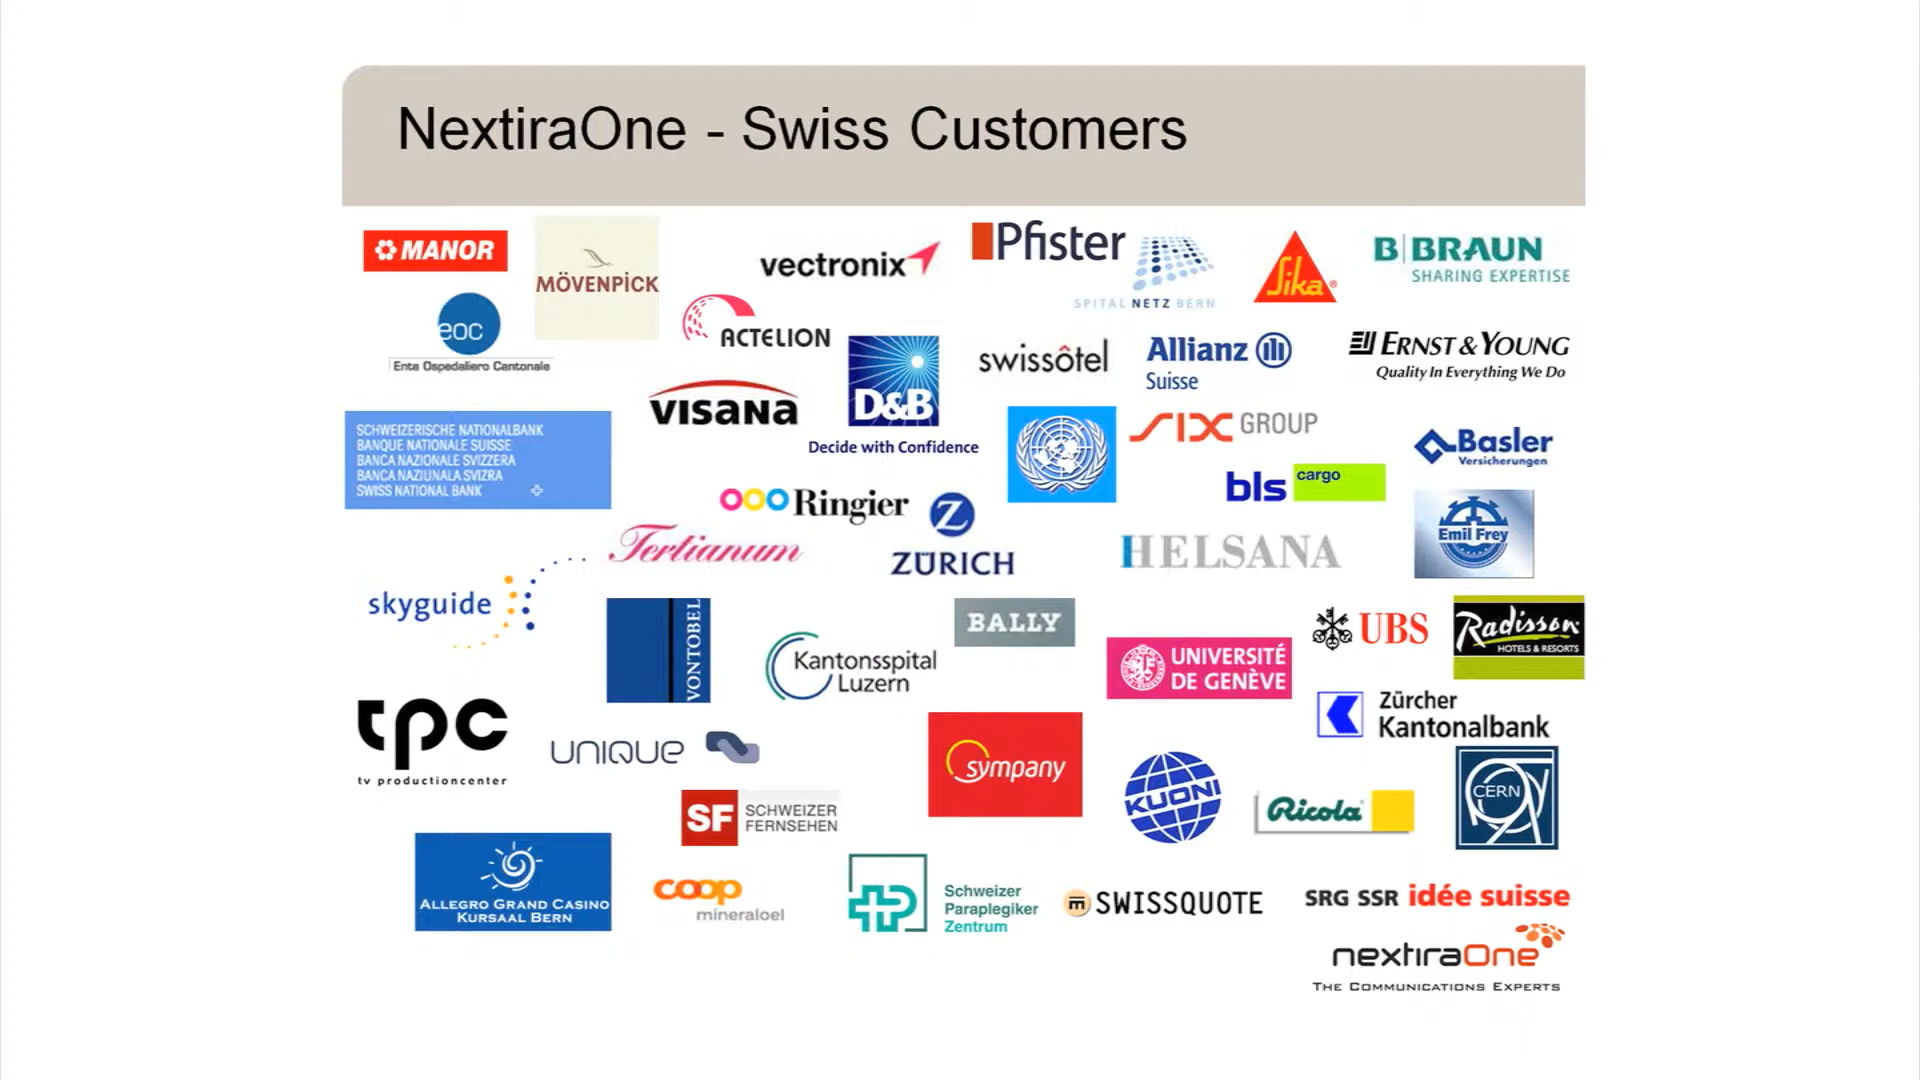 NextiraOne - Swiss Customers
MANOR
MÖVENPICK
vectronix
Pfister
SPITAL NETZ BERN
Sika®
B|BRAUN
SHARING EXPERTISE
eoc
Ente Ospedaliero Cantonale
ACTELION
D&B
Decide with Confidence
swissôtel
Allianz
Suisse
ERNST & YOUNG
Quality In Everything We Do
VISANA
SCHWEIZERISCHE NATIONALBANK
BANQUE NATIONALE SUISSE
BANCA NAZIONALE SVIZZERA
BANCA NAZIUNALA SVIZRA
SWISS NATIONAL BANK
SIX GROUP
Basler
Versicherungen
bls cargo
Ringier
Z
ZÜRICH
Tertianum
HELSANA
Emil Frey
skyguide
VONTOBEL
Kantonsspital
Luzern
BALLY
UNIVERSITÉ
DE GENÈVE
UBS
Radisson
HOTELS & RESORTS
Zürcher
Kantonalbank
tpc
tv productioncenter
UNIQUE
sympany
KUONI
Ricola
CERN
SF SCHWEIZER
FERNSEHEN
ALLEGRO GRAND CASINO
KURSAAL BERN
coop
mineraloel
Schweizer
Paraplegiker
Zentrum
SWISSQUOTE
SRG SSR idée suisse
nextiraOne
THE COMMUNICATIONS EXPERTS